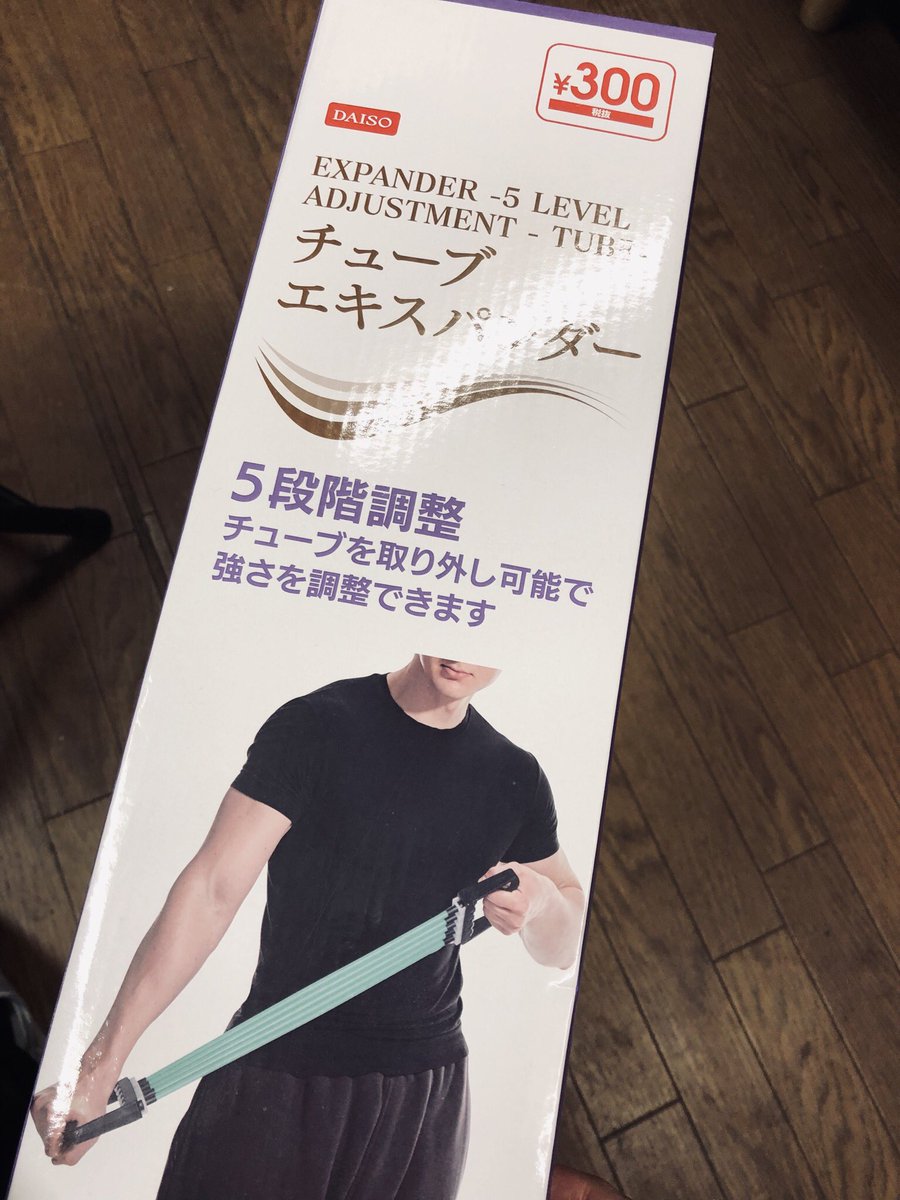 ¥300
税抜
DAISO
EXPANDER -5 LEVEL
ADJUSTMENT - TUBE-
チューブ
エキスパンダー
5段階調整
チューブを取り外し可能で
強さを調整できます